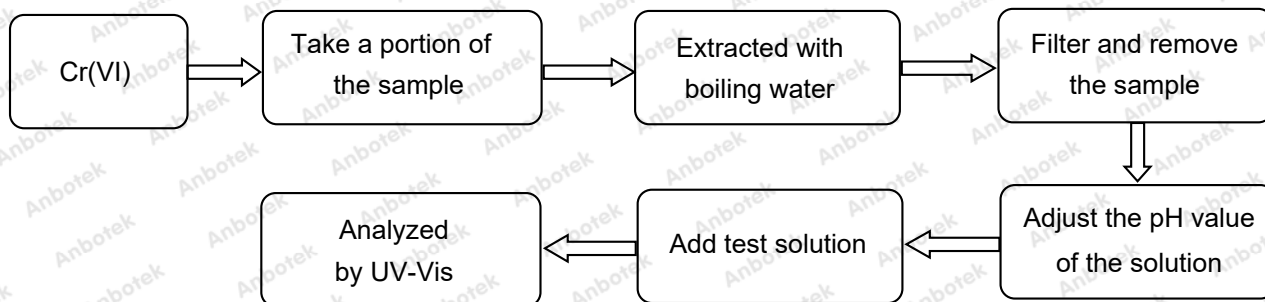 Cr(VI)
Take a portion of
the sample
Extracted with
boiling water
Filter and remove
the sample
Adjust the pH value
of the solution
Add test solution
Analyzed
by UV-Vis
Anbotek